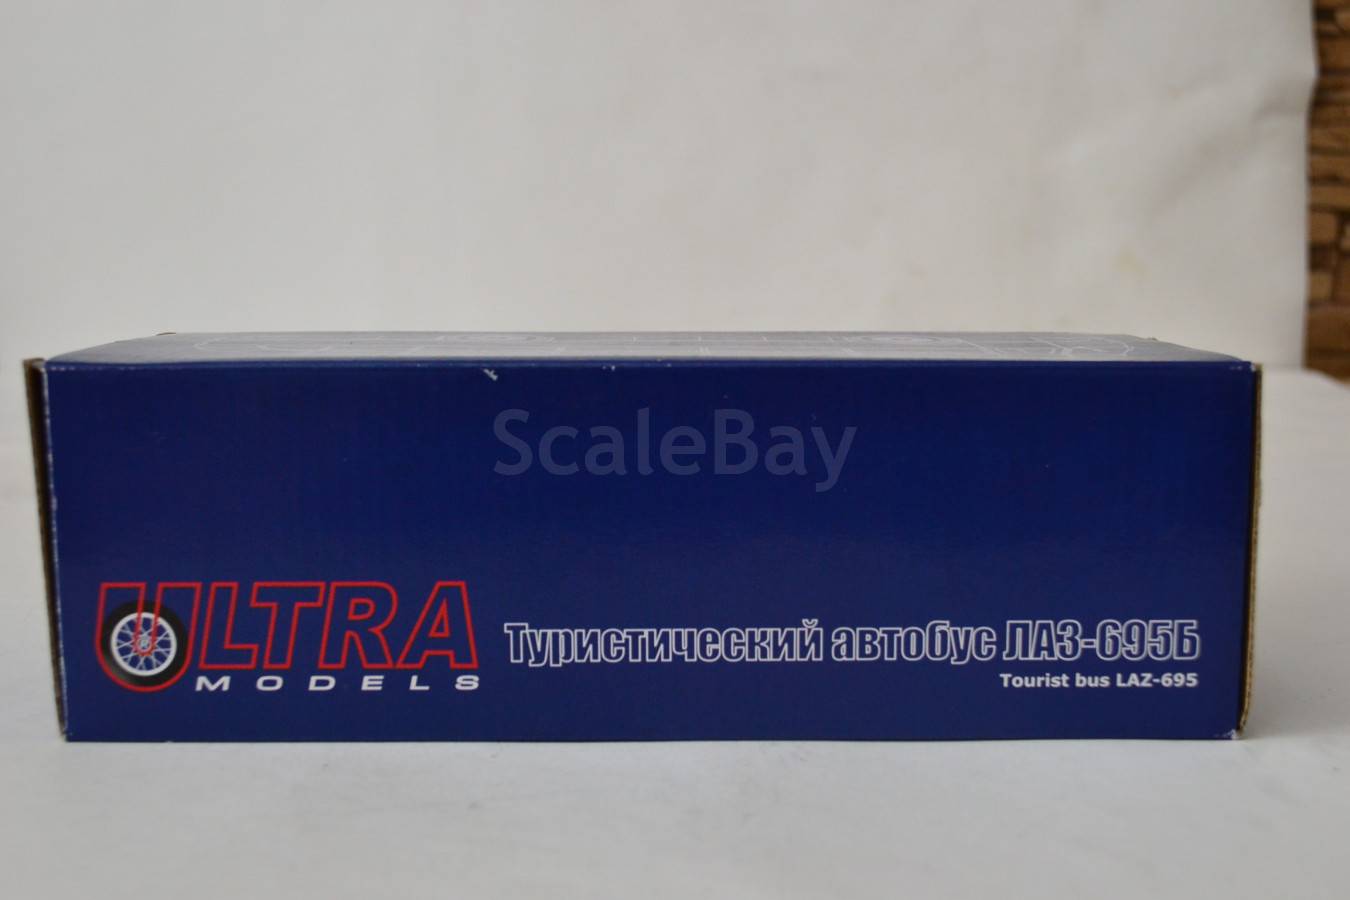 ScaleBay
ULTRA
MODELS
Туристический автобус ЛАЗ-695Б
Tourist bus LAZ-695